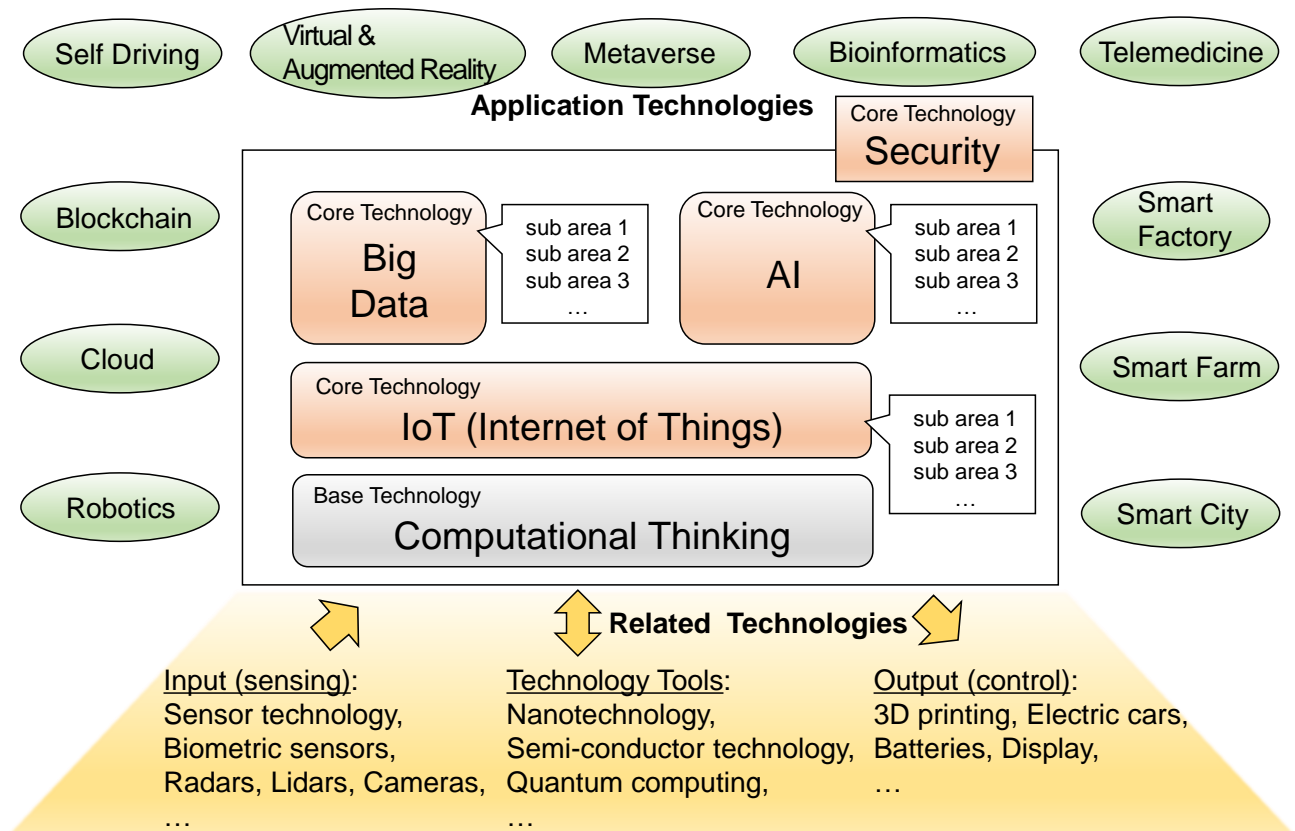 Self Driving
Virtual &
Augmented Reality
Metaverse
Bioinformatics
Telemedicine
Application Technologies
Core Technology
Security
Blockchain
Core Technology
Big
Data
sub area 1
sub area 2
sub area 3
…
Core Technology
AI
sub area 1
sub area 2
sub area 3
…
Smart
Factory
Cloud
Core Technology
IoT (Internet of Things)
sub area 1
sub area 2
sub area 3
…
Smart Farm
Robotics
Base Technology
Computational Thinking
Smart City
Related Technologies
Input (sensing):
Sensor technology,
Biometric sensors,
Radars, Lidars, Cameras,
…
Technology Tools:
Nanotechnology,
Semi-conductor technology,
Quantum computing,
…
Output (control):
3D printing, Electric cars,
Batteries, Display,
…